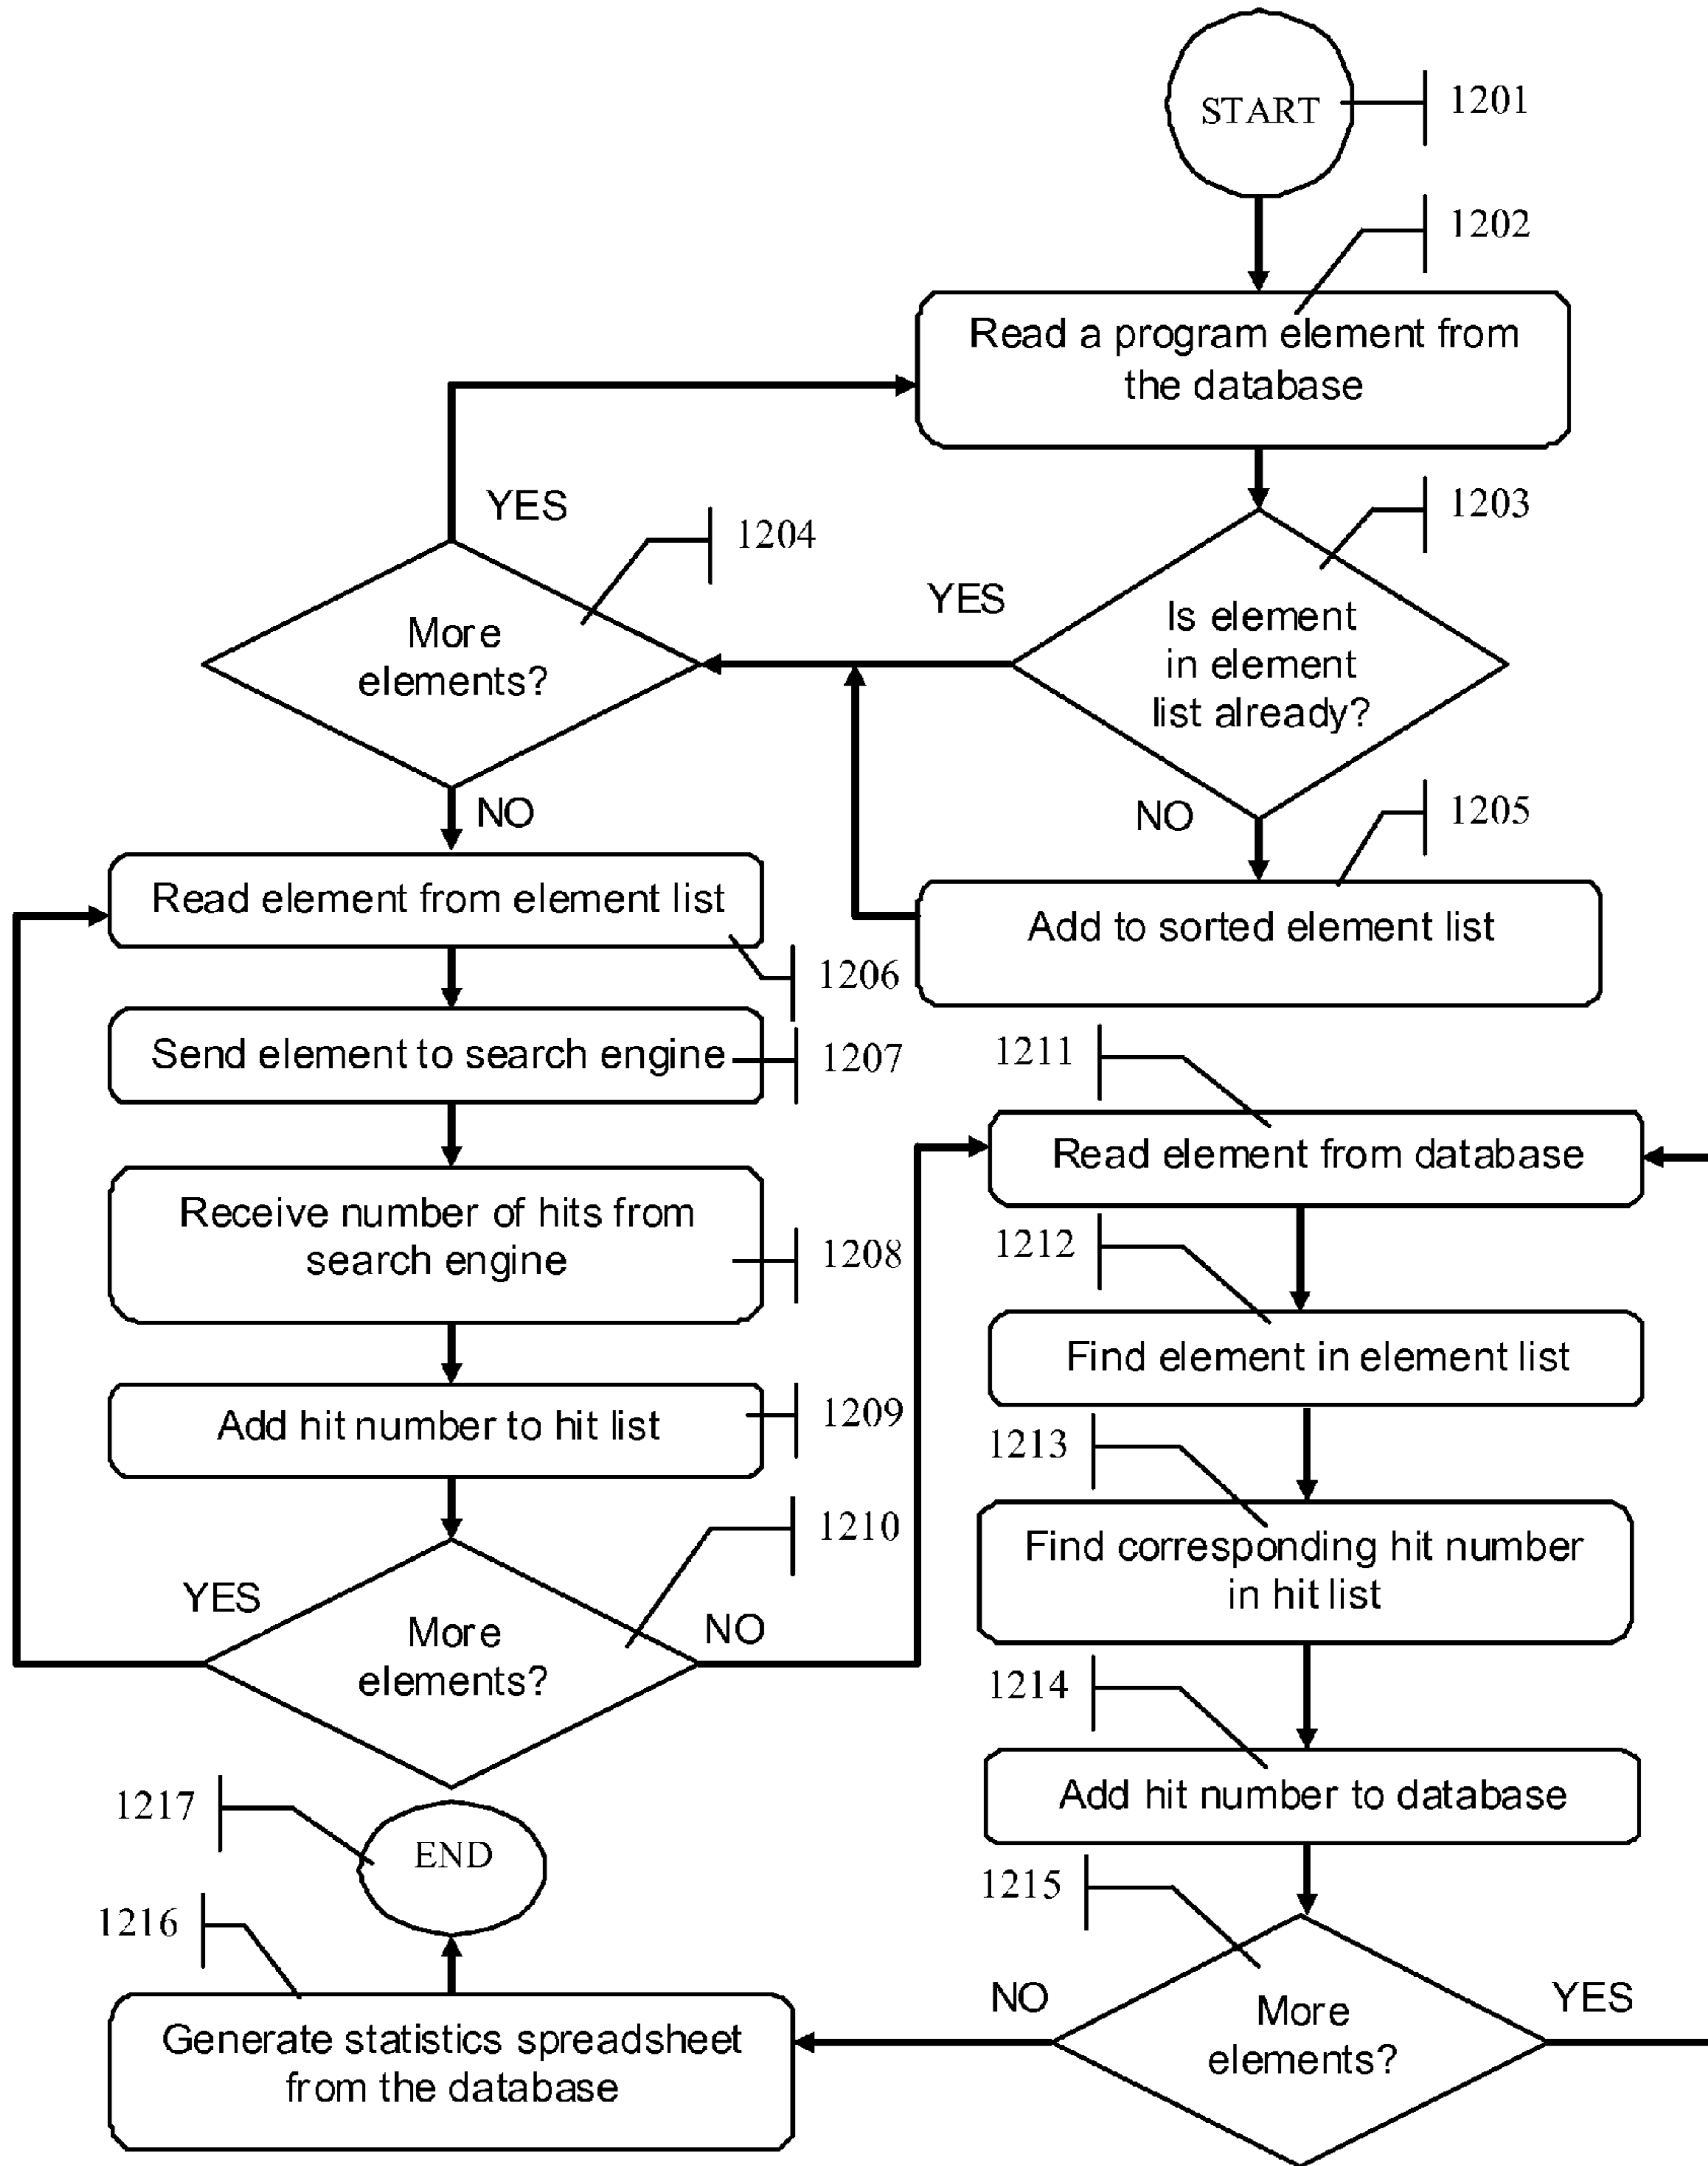 START
1201
1202
Read a program element from
the database
1203
YES
1204
YES
Is element
in element
list already?
More
elements?
NO
NO
1205
Read element from element list
Add to sorted element list
1206
Send element to search engine
1207
1211
Read element from database
Receive number of hits from
search engine
1208
1212
Find element in element list
Add hit number to hit list
1209
1213
Find corresponding hit number
in hit list
1210
YES
NO
More
elements?
1214
Add hit number to database
1217
END
1215
1216
NO
YES
More
elements?
Generate statistics spreadsheet
from the database